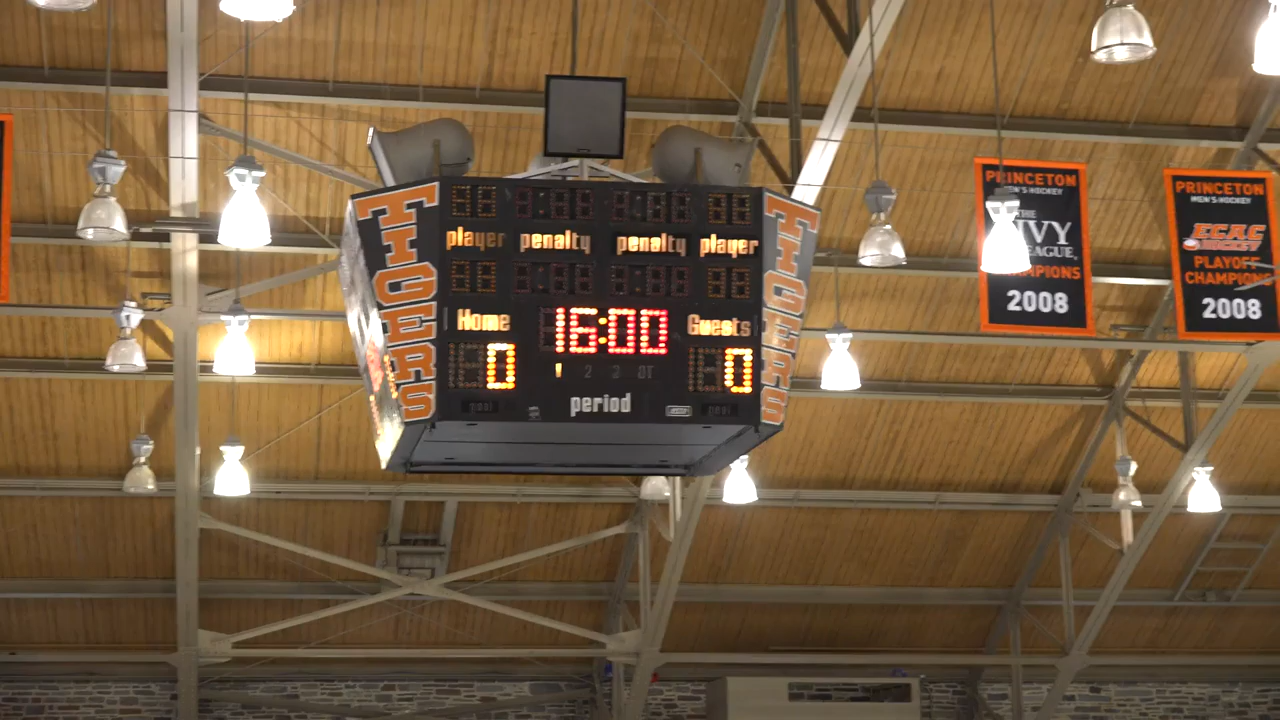 TIGERS
player penalty penalty player
Home 16:00 Guests
0 0
1 2 3 OT
period
TIGERS
PRINCETON
MEN'S HOCKEY
THE
IVY
LEAGUE,
CHAMPIONS
2008
PRINCETON
MEN'S HOCKEY
ECAC
HOCKEY
PLAYOFF
CHAMPIONS
2008